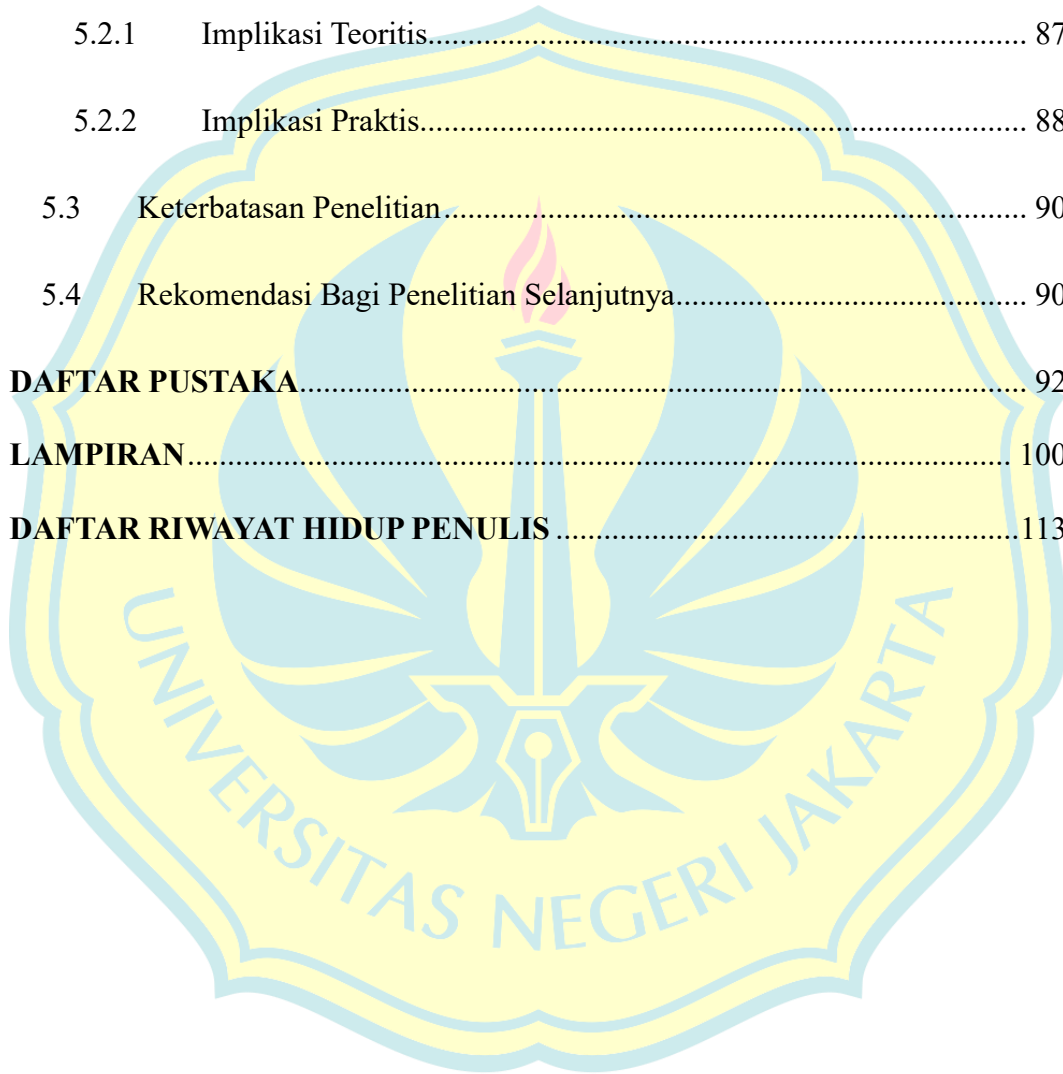 5.2.1 Implikasi Teoritis............................................................................. 87
5.2.2 Implikasi Praktis.............................................................................. 88
5.3 Keterbatasan Penelitian.......................................................................... 90
5.4 Rekomendasi Bagi Penelitian Selanjutnya............................................. 90
DAFTAR PUSTAKA............................................................................................. 92
LAMPIRAN.......................................................................................................... 100
DAFTAR RIWAYAT HIDUP PENULIS............................................................113
UNIVERSITAS NEGERI JAKARTA